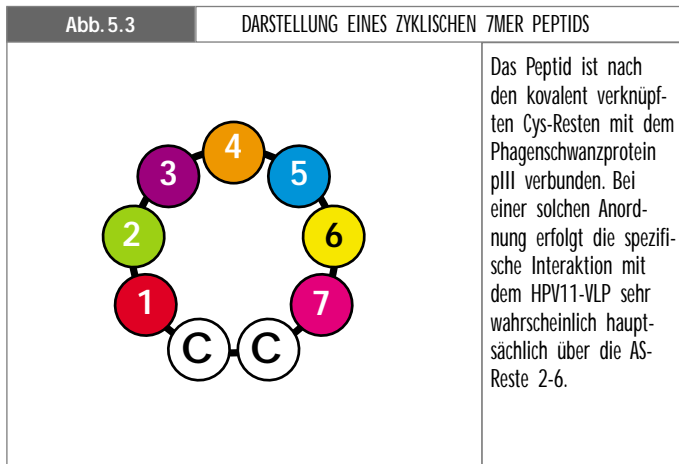 Abb. 5.3
DARSTELLUNG EINES ZYKLISCHEN 7MER PEPTIDS
4
3
5
2
6
1
7
C C
Das Peptid ist nach
den kovalent verknüpf-
ten Cys-Resten mit dem
Phagenschwanzprotein
pIII verbunden. Bei
einer solchen Anord-
nung erfolgt die spezifi-
sche Interaktion mit
dem HPV11-VLP sehr
wahrscheinlich haupt-
sächlich über die AS-
Reste 2-6.